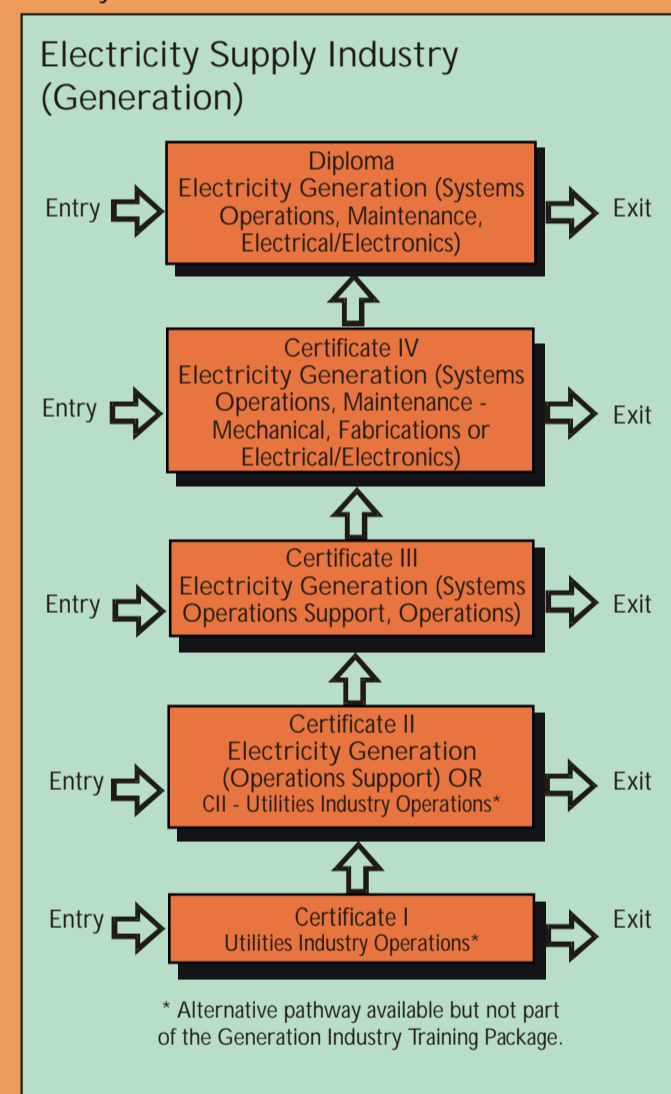 Electricity Supply Industry
(Generation)
Diploma
Electricity Generation (Systems
Operations, Maintenance,
Electrical/Electronics)
Entry
Exit
Certificate IV
Electricity Generation (Systems
Operations, Maintenance -
Mechanical, Fabrications or
Electrical/Electronics)
Entry
Exit
Certificate III
Electricity Generation (Systems
Operations Support, Operations)
Entry
Exit
Certificate II
Electricity Generation
(Operations Support) OR
CII - Utilities Industry Operations*
Entry
Exit
Certificate I
Utilities Industry Operations*
Entry
Exit
* Alternative pathway available but not part
of the Generation Industry Training Package.